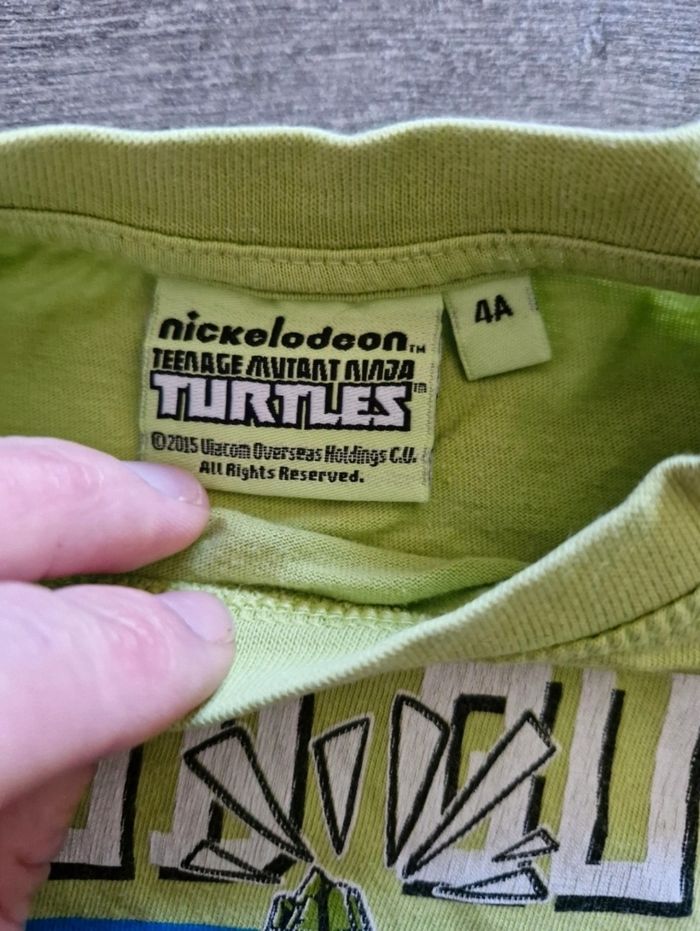 nickelodeon™
TEENAGE MUTANT NINJA
TURTLES™
©2015 Viacom Overseas Holdings C.V.
All Rights Reserved.
4A